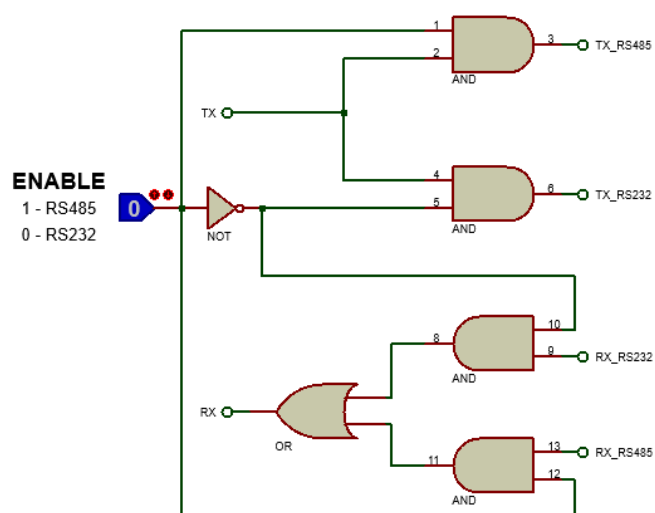 1
3
TX_RS485
2
AND
TX
ENABLE
1 - RS485
0 - RS232
0
NOT
4
6
TX_RS232
5
AND
10
8
9
RX_RS232
AND
RX
OR
13
RX_RS485
11
12
AND